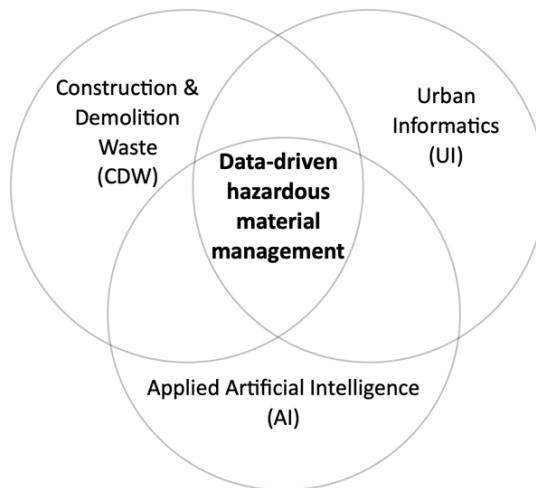 Construction &
Demolition
Waste
(CDW)
Urban
Informatics
(UI)
Data-driven
hazardous
material
management
Applied Artificial Intelligence
(AI)